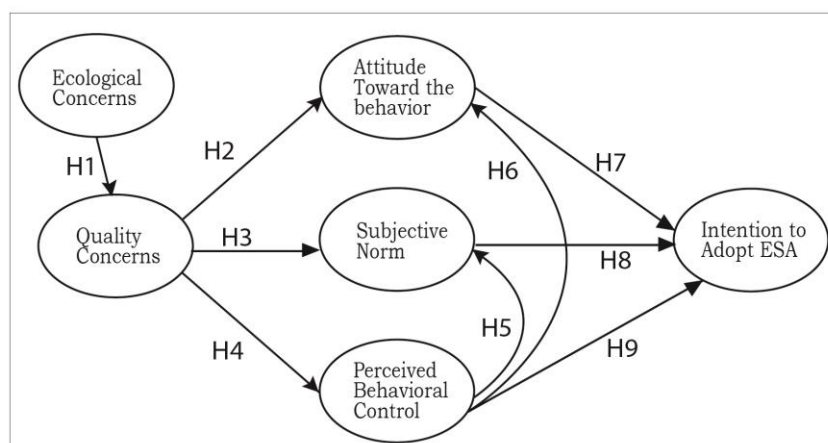 Ecological
Concerns
H1
Quality
Concerns
H2
H3
H4
Attitude
Toward the
behavior
Subjective
Norm
Perceived
Behavioral
Control
H5
H6
H7
H8
H9
Intention to
Adopt ESA